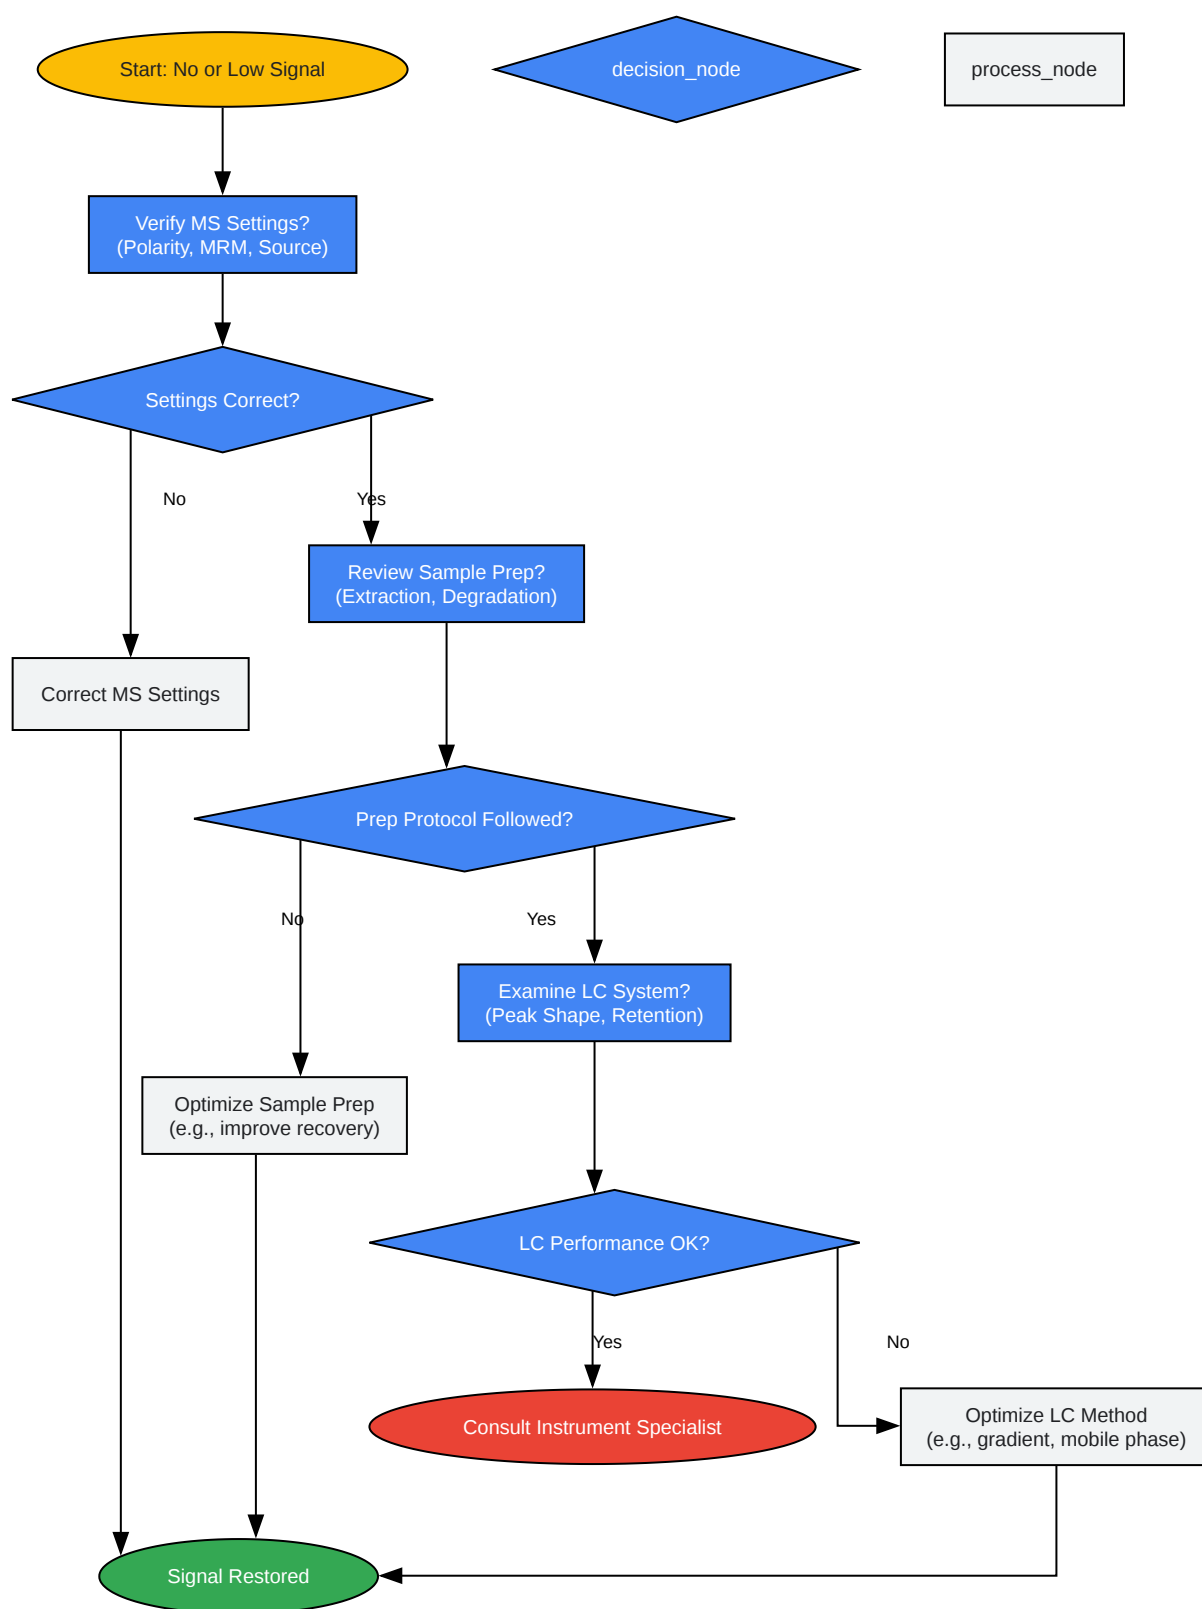 Start: No or Low Signal
decision_node
process_node
Verify MS Settings?
(Polarity, MRM, Source)
Settings Correct?
No
Yes
Review Sample Prep?
(Extraction, Degradation)
Correct MS Settings
Prep Protocol Followed?
No
Yes
Examine LC System?
(Peak Shape, Retention)
Optimize Sample Prep
(e.g., improve recovery)
LC Performance OK?
Yes
No
Consult Instrument Specialist
Optimize LC Method
(e.g., gradient, mobile phase)
Signal Restored